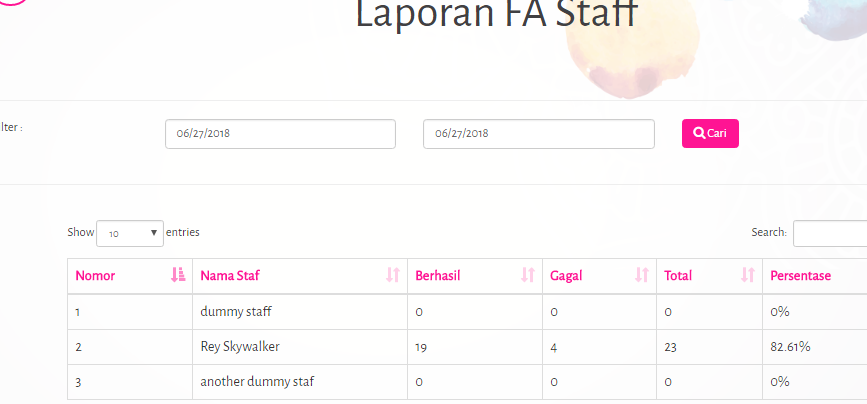 Laporan FA Staff
lter :
06/27/2018 06/27/2018 Cari
Show 10 entries Search:
Nomor Nama Staf Berhasil Gagal Total Persentase
1 dummy staff 0 0 0 0%
2 Rey Skywalker 19 4 23 82.61%
3 another dummy staf 0 0 0 0%